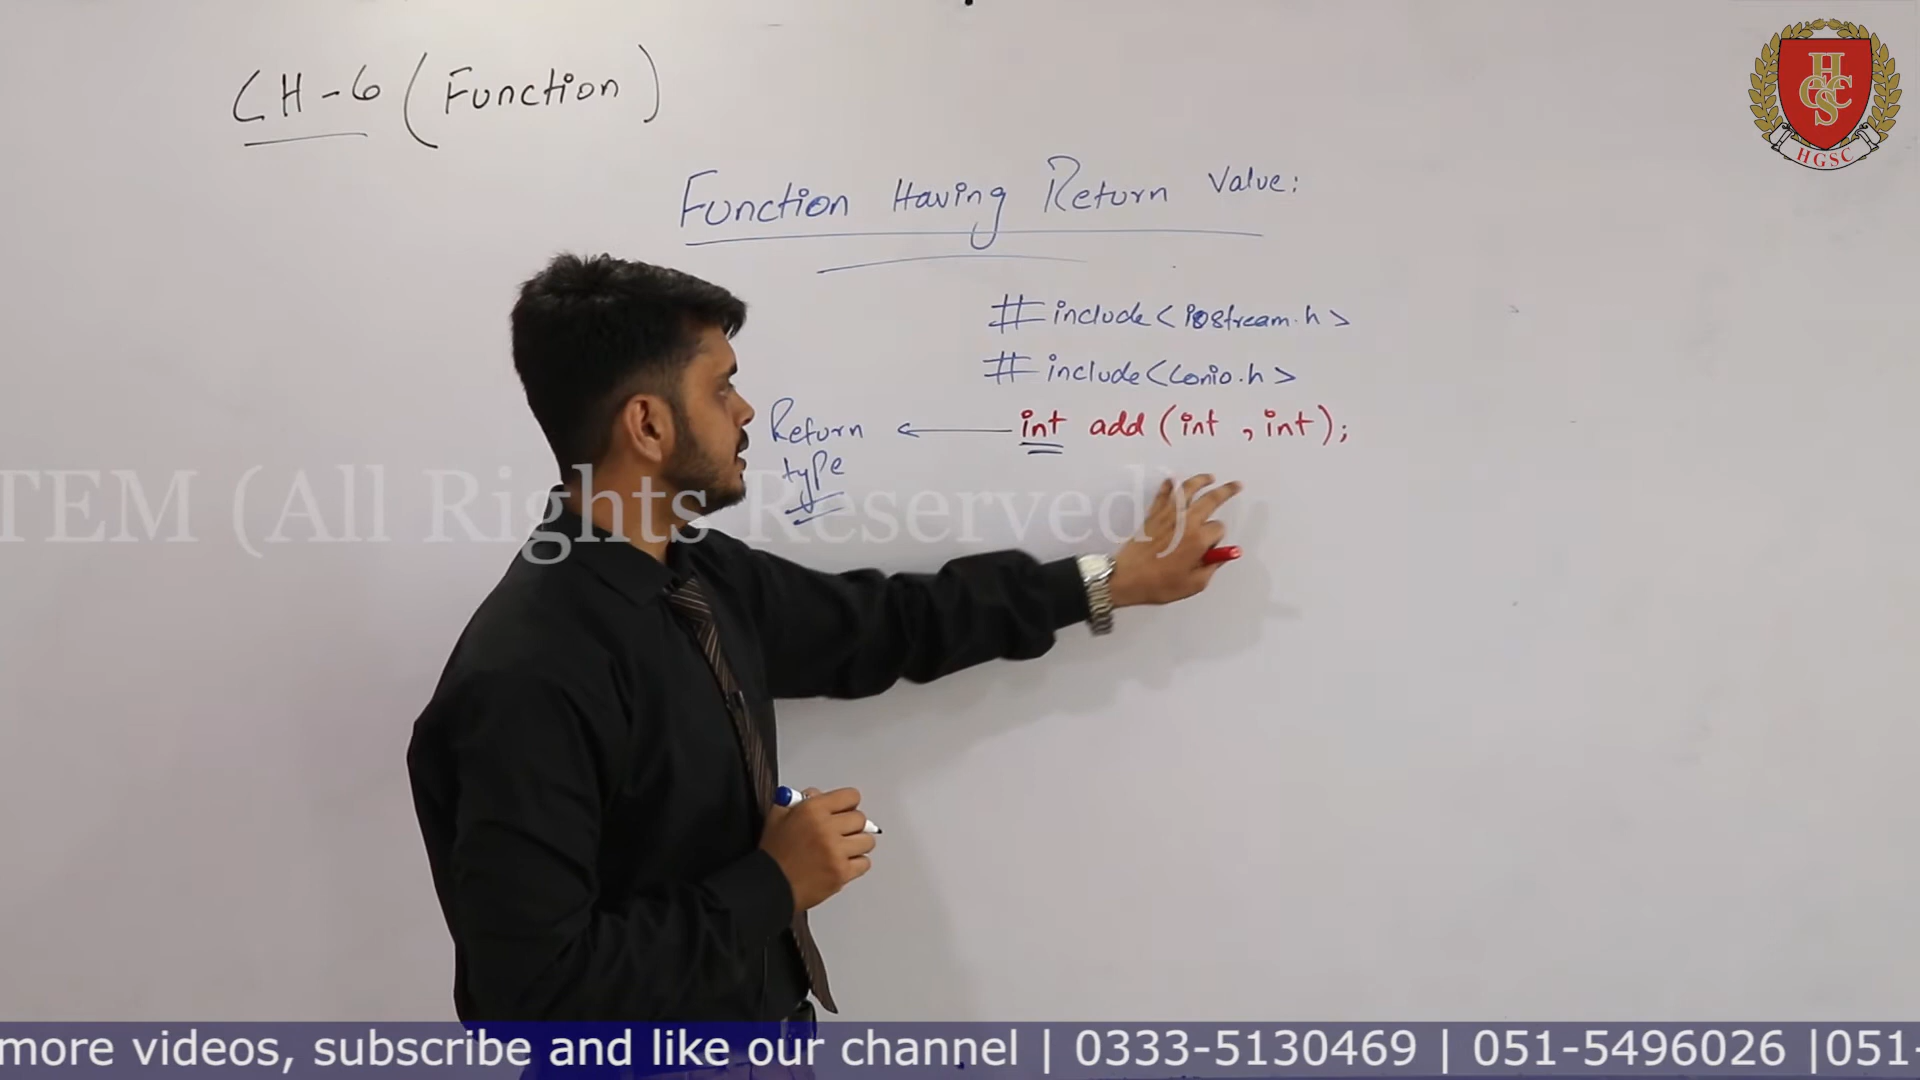 CH-6 (Function)
Function Having Return Value:
#include<iostream.h>
#include<conio.h>
Return type ← int add (int , int);
TEM (All Rights Reserved)
HGSC
HGSC
more videos, subscribe and like our channel | 0333-5130469 | 051-5496026 |051-